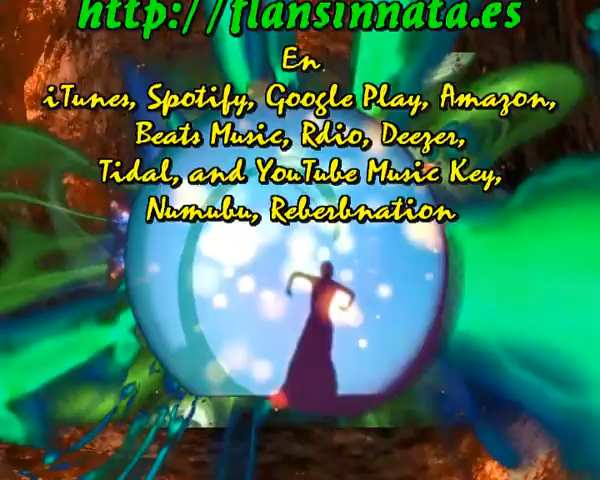 http://flansinnata.es
En
iTunes, Spotify, Google Play, Amazon,
Beats Music, Rdio, Deezer,
Tidal, and YouTube Music Key,
Numubu, Reberbnation